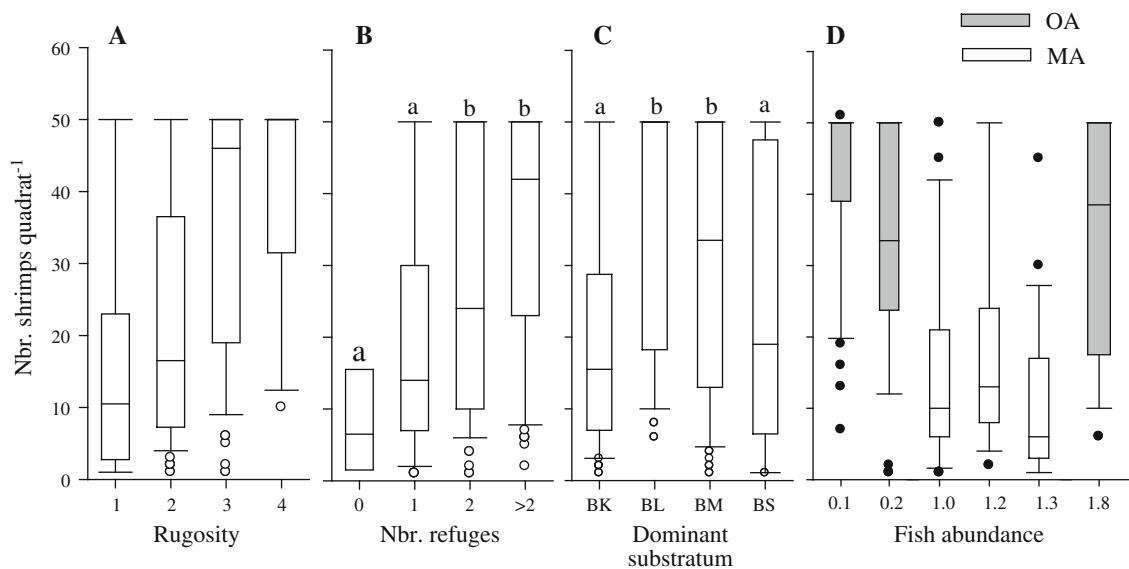 A B C D
OA
MA
60
50
40
30
20
10
0
Nbr. shrimps quadrat⁻¹
a a b b
a b b a
1 2 3 4
Rugosity
0 1 2 >2
Nbr. refuges
BK BL BM BS
Dominant
substratum
0.1 0.2 1.0 1.2 1.3 1.8
Fish abundance